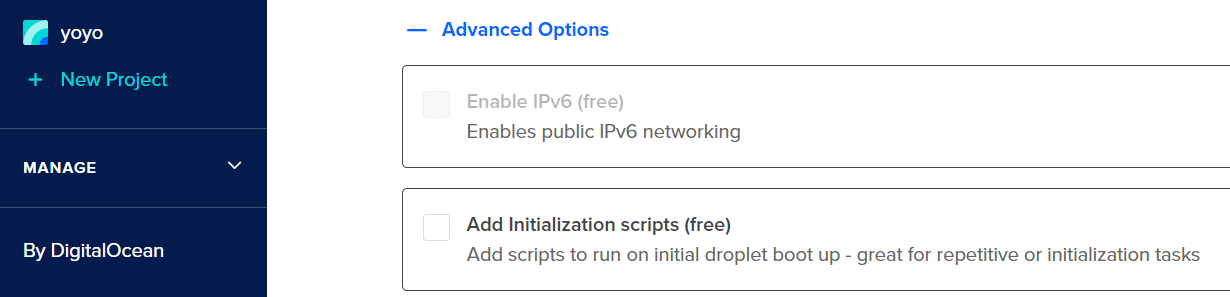 yoyo
+ New Project
MANAGE
By DigitalOcean
— Advanced Options
Enable IPv6 (free)
Enables public IPv6 networking
Add Initialization scripts (free)
Add scripts to run on initial droplet boot up - great for repetitive or initialization tasks